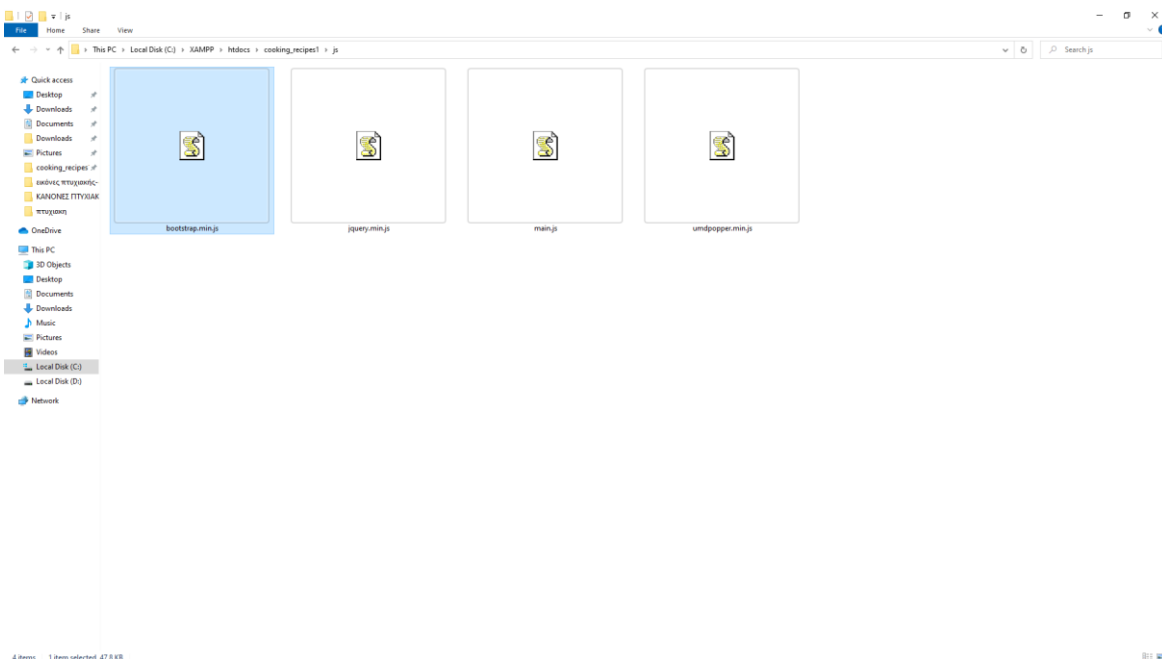 js
File Home Share View
This PC › Local Disk (C:) › XAMPP › htdocs › cooking_recipes1 › js
Search js
Quick access
Desktop
Downloads
Documents
Downloads
Pictures
cooking_recipes
εικόνες πτυχιακής-
ΚΑΝΟΝΕΣ ΠΤΥΧΙΑΚ
πτυχιακη
OneDrive
This PC
3D Objects
Desktop
Documents
Downloads
Music
Pictures
Videos
Local Disk (C:)
Local Disk (D:)
Network
bootstrap.min.js
jquery.min.js
main.js
umdpopper.min.js
4 items 1 item selected 47.8 KB